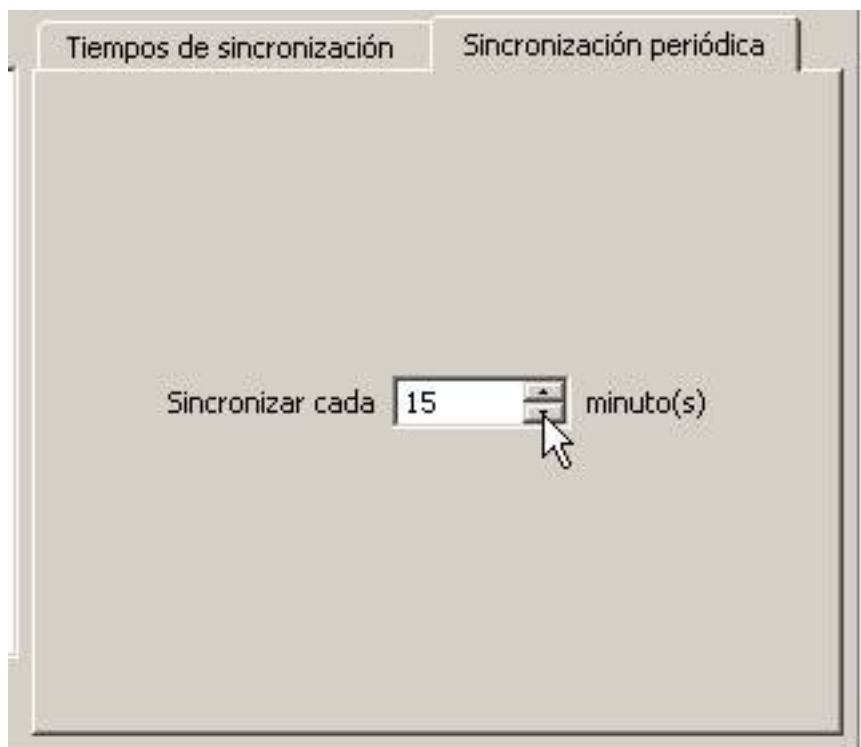 Tiempos de sincronización
Sincronización periódica
Sincronizar cada 15 minuto(s)